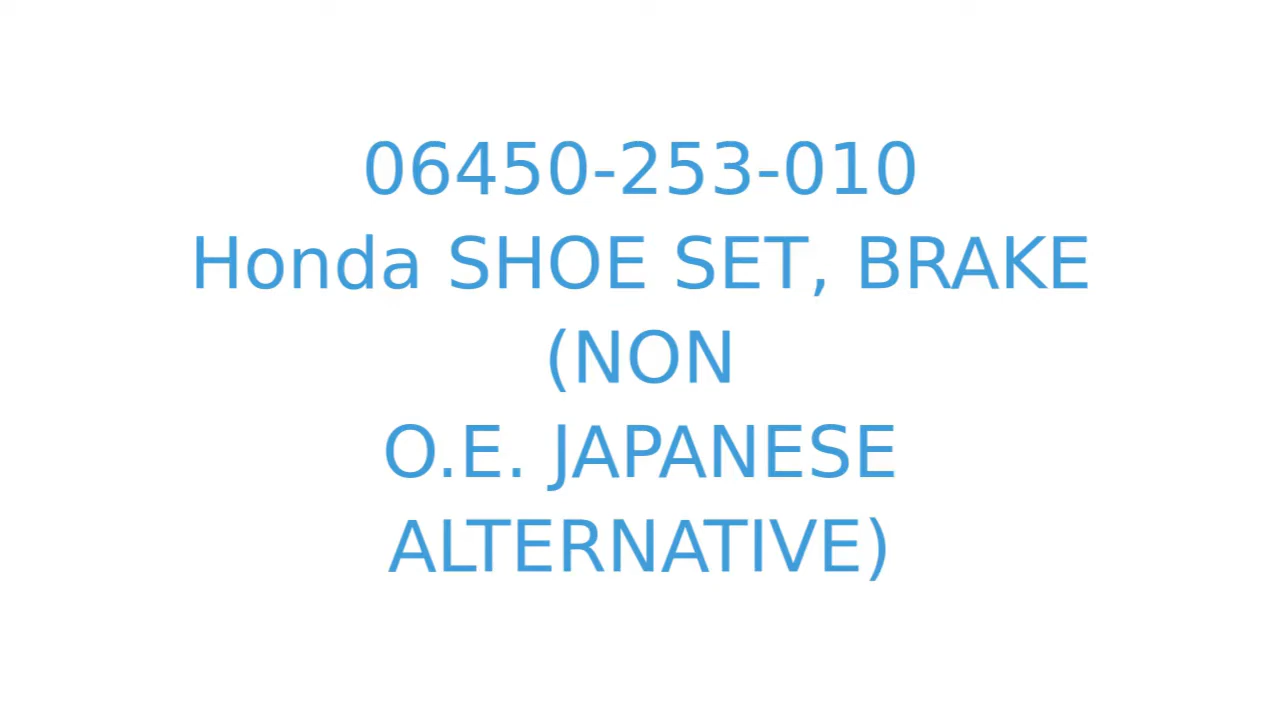 06450-253-010
Honda SHOE SET, BRAKE
(NON
O.E. JAPANESE
ALTERNATIVE)